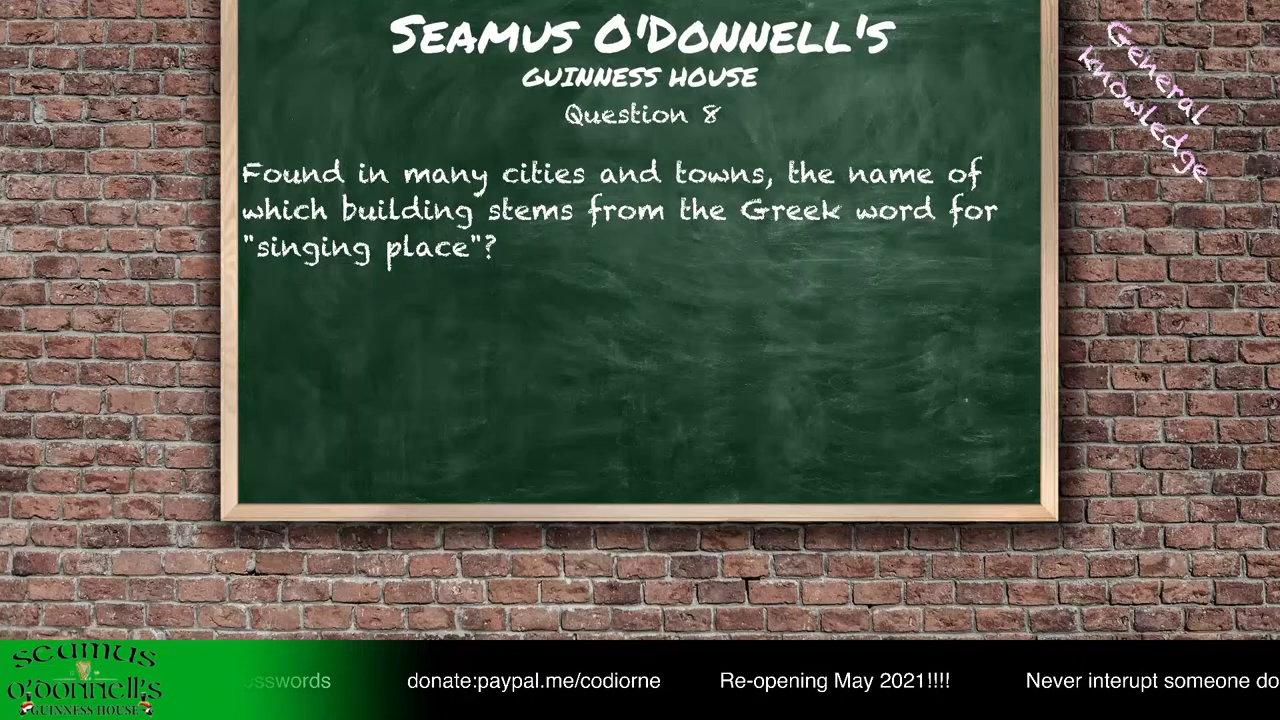 Seamus O'Donnell's
GUINNESS HOUSE
Question 8
General
Knowledge
Found in many cities and towns, the name of
which building stems from the Greek word for
"singing place"?
Seamus
O'Donnell's
GUINNESS HOUSE
donate:paypal.me/codiorne Re-opening May 2021!!!! Never interupt someone do